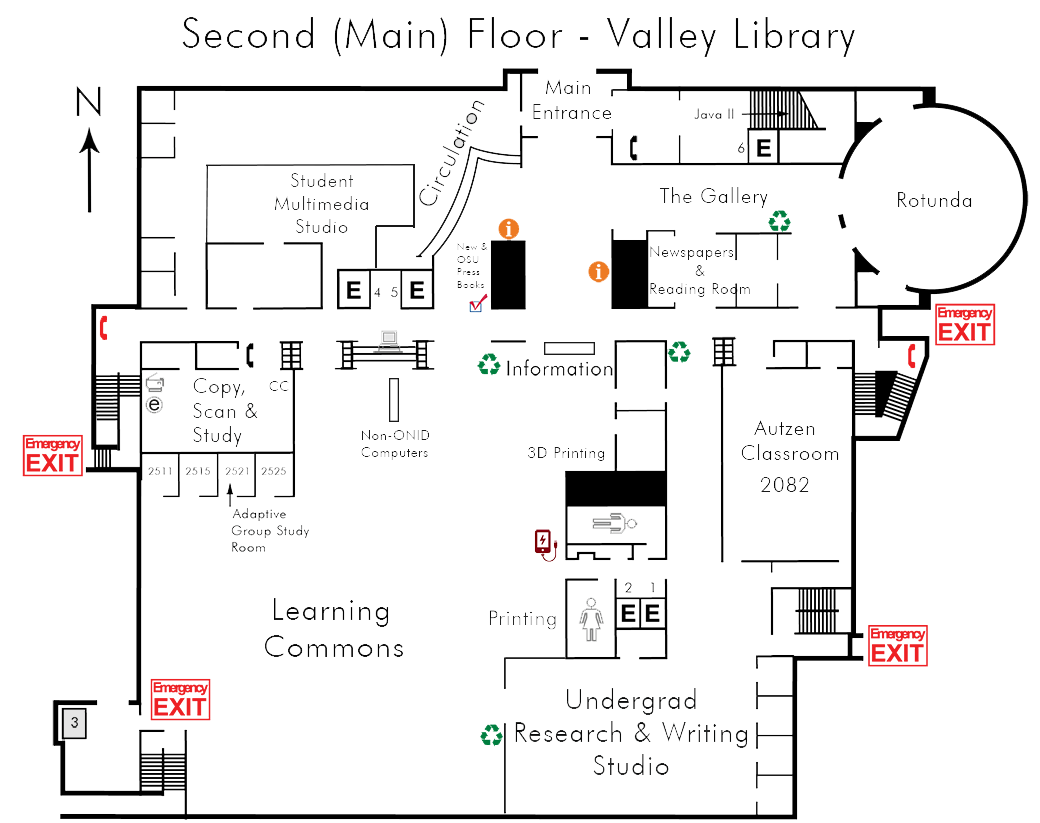 Second (Main) Floor - Valley Library
N
Main
Entrance
Java II
Circulation
6
E
Student
Multimedia
Studio
The Gallery
Rotunda
i
New &
OSU
Press
Books
i
Newspapers
&
Reading Room
E
4
5
E
Emergency
EXIT
Information
Copy,
Scan &
Study
CC
e
Non-ONID
Computers
3D Printing
Autzen
Classroom
2082
Emergency
EXIT
2511
2515
2521
2525
Adaptive
Group Study
Room
2
1
E
E
Printing
Learning
Commons
Emergency
EXIT
Emergency
EXIT
3
Undergrad
Research & Writing
Studio